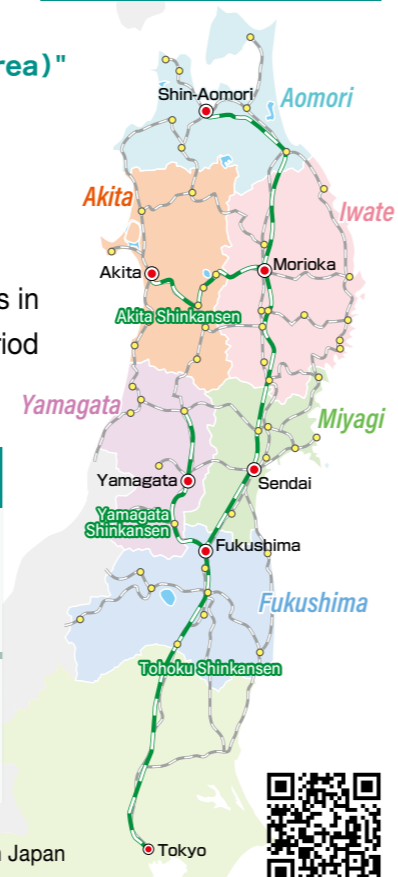 rea)"
Shin-Aomori
Aomori
Akita
Iwate
Akita
Morioka
s in
Akita Shinkansen
riod
Yamagata
Miyagi
Yamagata
Sendai
Yamagata
Shinkansen
Fukushima
Fukushima
Tohoku Shinkansen
Tokyo
n Japan